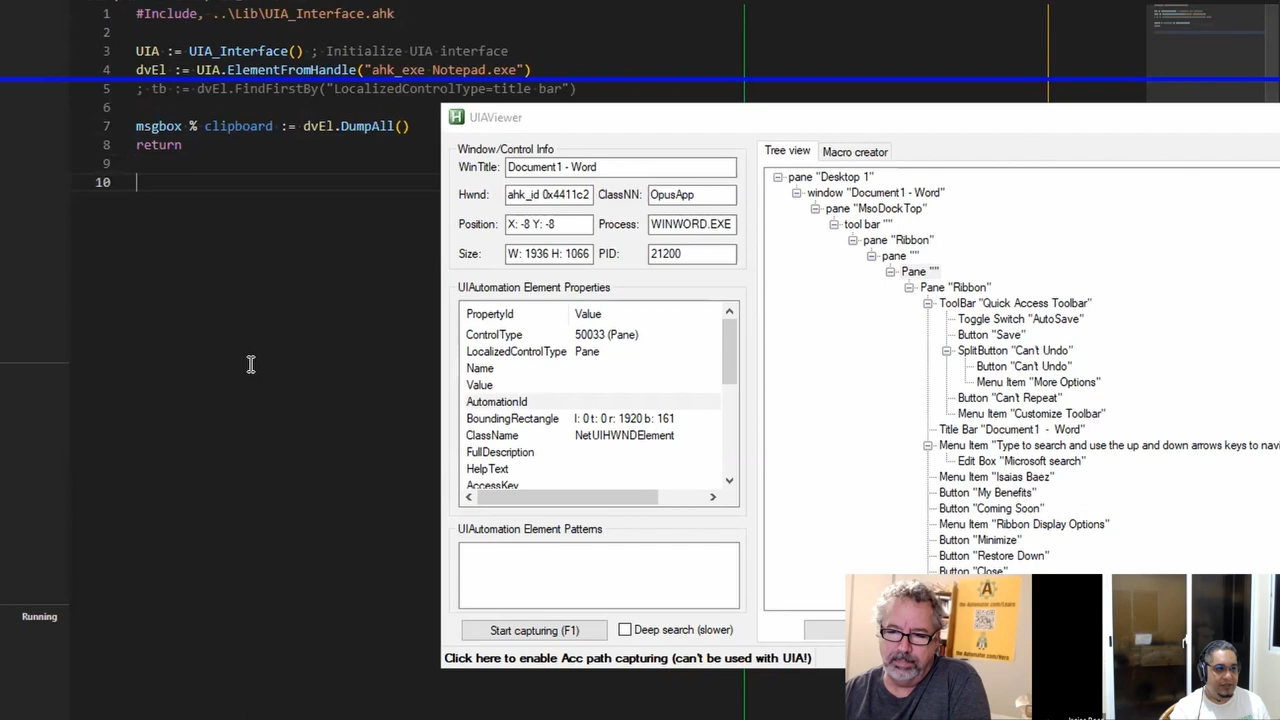 1 #Include, ..\Lib\UIA_Interface.ahk
2
3 UIA := UIA_Interface() ; Initialize UIA interface
4 dvEl := UIA.ElementFromHandle("ahk_exe Notepad.exe")
5 ; tb := dvEl.FindFirstBy("LocalizedControlType=title bar")
6
7 msgbox % clipboard := dvEl.DumpAll()
8 return
9
10
Running
UIAViewer
Window/Control Info
WinTitle: Document1 - Word
Hwnd: ahk_id 0x4411c2 ClassNN: OpusApp
Position: X: -8 Y: -8 Process: WINWORD.EXE
Size: W: 1936 H: 1066 PID: 21200
UIAutomation Element Properties
PropertyId Value
ControlType 50033 (Pane)
LocalizedControlType Pane
Name
Value
AutomationId
BoundingRectangle l: 0 t: 0 r: 1920 b: 161
ClassName NetUIHWNDElement
FullDescription
HelpText
AccessKey
UIAutomation Element Patterns
Start capturing (F1) Deep search (slower)
Click here to enable Acc path capturing (can't be used with UIA!)
Tree view Macro creator
pane "Desktop 1"
window "Document1 - Word"
pane "MsoDockTop"
tool bar ""
pane "Ribbon"
pane ""
Pane ""
Pane "Ribbon"
ToolBar "Quick Access Toolbar"
Toggle Switch "AutoSave"
Button "Save"
SplitButton "Can't Undo"
Button "Can't Undo"
Menu Item "More Options"
Button "Can't Repeat"
Menu Item "Customize Toolbar"
Title Bar "Document1 - Word"
Menu Item "Type to search and use the up and down arrows keys to navi
Edit Box "Microsoft search"
Menu Item "Isaias Baez"
Button "My Benefits"
Button "Coming Soon"
Menu Item "Ribbon Display Options"
Button "Minimize"
Button "Restore Down"
Button "Close"
the-Automator.com/Learn
the-Automator.com/Hero